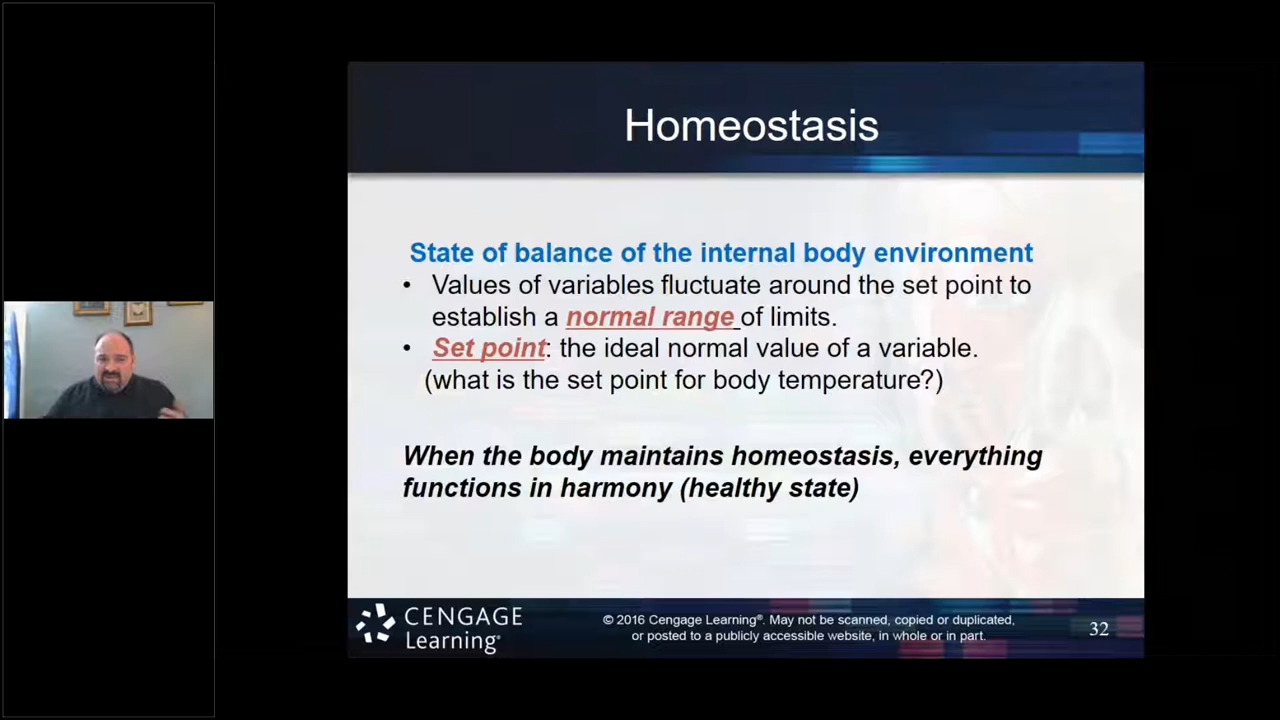 Homeostasis
State of balance of the internal body environment
• Values of variables fluctuate around the set point to
establish a normal range of limits.
• Set point: the ideal normal value of a variable.
(what is the set point for body temperature?)
When the body maintains homeostasis, everything
functions in harmony (healthy state)
CENGAGE
Learning®
© 2016 Cengage Learning®. May not be scanned, copied or duplicated,
or posted to a publicly accessible website, in whole or in part.
32